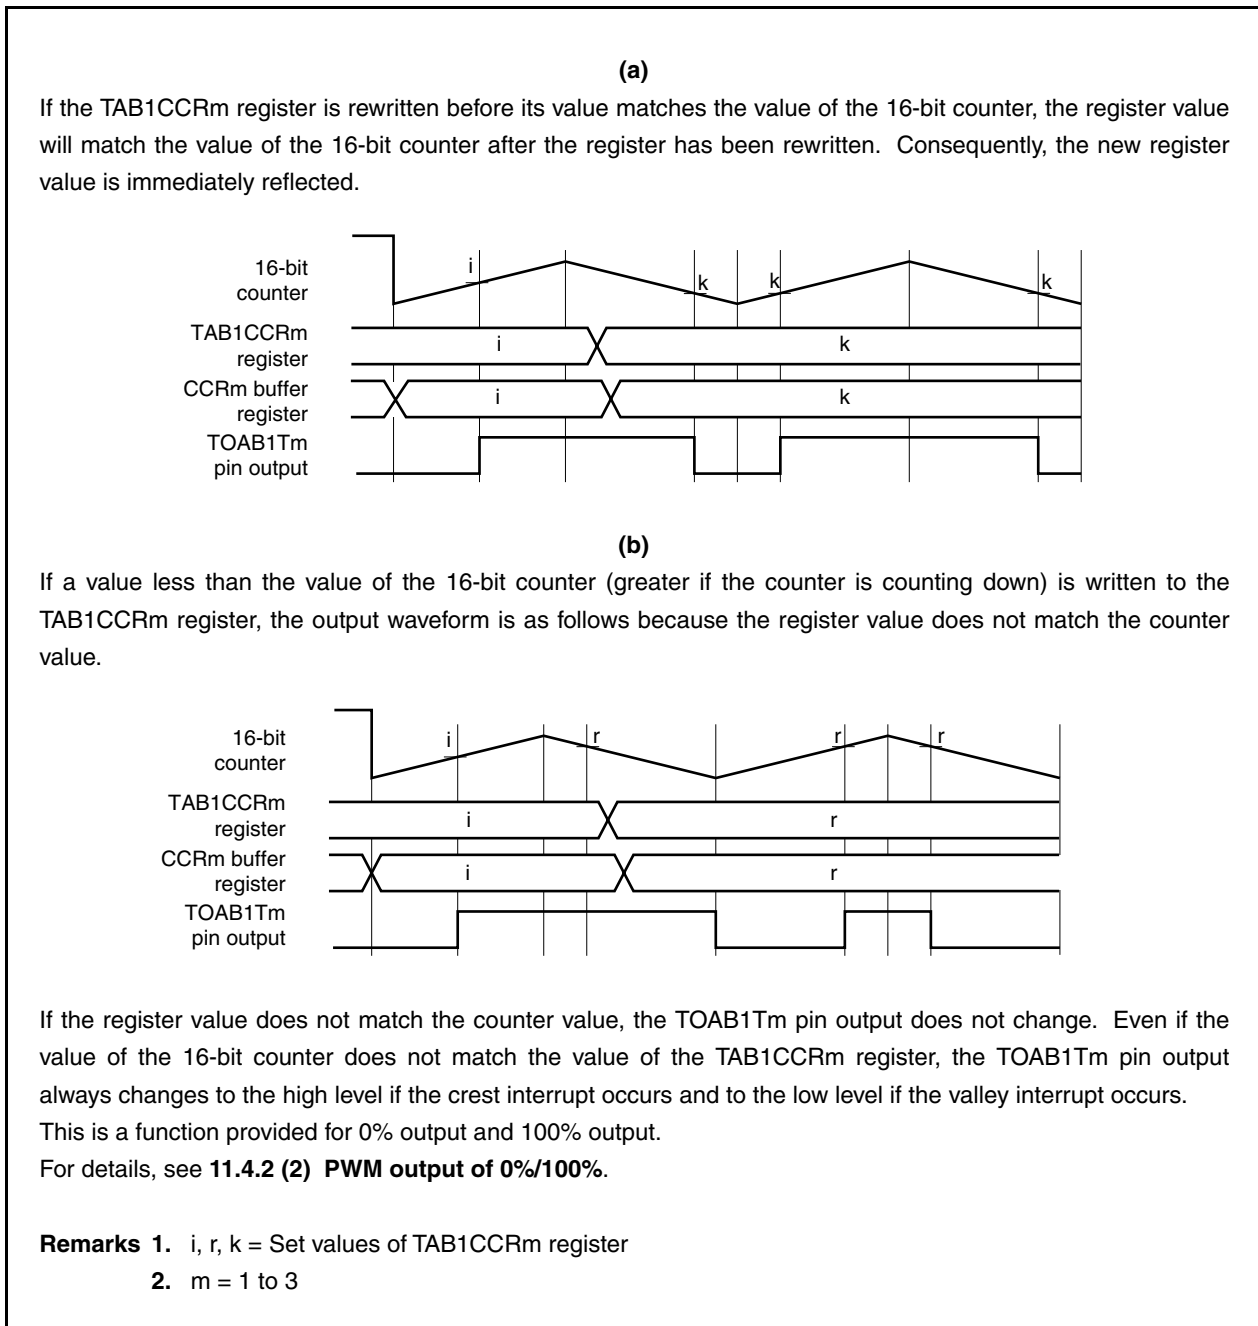 (a)
If the TAB1CCRm register is rewritten before its value matches the value of the 16-bit counter, the register value
will match the value of the 16-bit counter after the register has been rewritten. Consequently, the new register
value is immediately reflected.
16-bit
counter
i
k
k
k
TAB1CCRm
register
i
k
CCRm buffer
register
i
k
TOAB1Tm
pin output
(b)
If a value less than the value of the 16-bit counter (greater if the counter is counting down) is written to the
TAB1CCRm register, the output waveform is as follows because the register value does not match the counter
value.
16-bit
counter
i
r
r
r
TAB1CCRm
register
i
r
CCRm buffer
register
i
r
TOAB1Tm
pin output
If the register value does not match the counter value, the TOAB1Tm pin output does not change. Even if the
value of the 16-bit counter does not match the value of the TAB1CCRm register, the TOAB1Tm pin output
always changes to the high level if the crest interrupt occurs and to the low level if the valley interrupt occurs.
This is a function provided for 0% output and 100% output.
For details, see 11.4.2 (2) PWM output of 0%/100%.
Remarks 1. i, r, k = Set values of TAB1CCRm register
2. m = 1 to 3